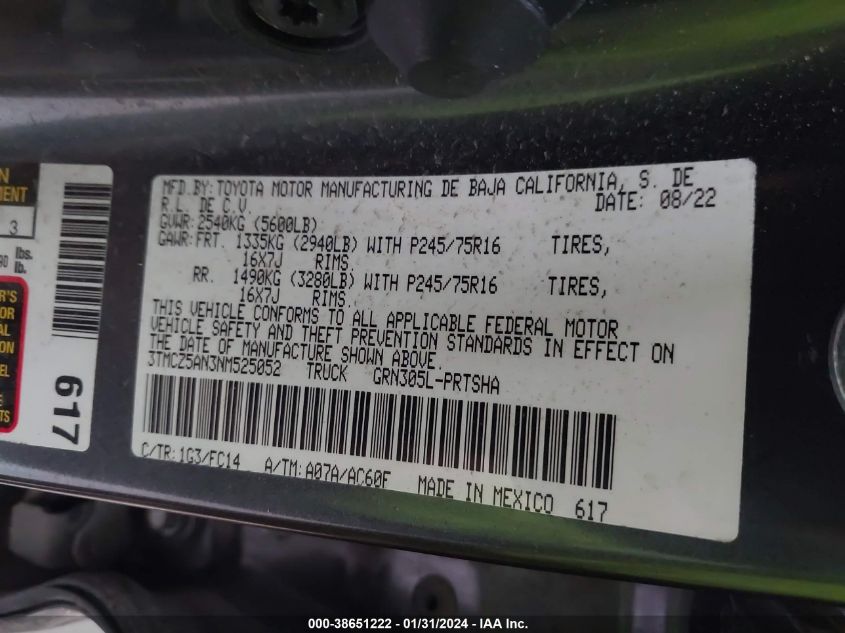 MFD.BY:TOYOTA MOTOR MANUFACTURING DE BAJA CALIFORNIA, S. DE
R.L. DE C.V. DATE: 08/22
GVWR: 2540KG (5600LB)
GAWR:FRT. 1335KG (2940LB) WITH P245/75R16 TIRES,
16X7J RIMS.
RR. 1490KG (3280LB) WITH P245/75R16 TIRES,
16X7J RIMS.
THIS VEHICLE CONFORMS TO ALL APPLICABLE FEDERAL MOTOR
VEHICLE SAFETY AND THEFT PREVENTION STANDARDS IN EFFECT ON
THE DATE OF MANUFACTURE SHOWN ABOVE.
3TMCZ5AN3NM525052 TRUCK GRN305L-PRTSHA
C/TR:1G3/FC14 A/TM:A07A/AC60F MADE IN MEXICO 617
3
lbs.
lb.
617
000-38651222 - 01/31/2024 - IPSTA, INC.